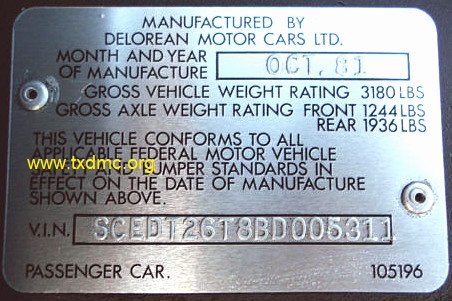 MANUFACTURED BY
DELOREAN MOTOR CARS LTD.
MONTH AND YEAR
OF MANUFACTURE OCT. 81
GROSS VEHICLE WEIGHT RATING 3180 LBS
GROSS AXLE WEIGHT RATING FRONT 1244 LBS
REAR 1936 LBS
THIS VEHICLE CONFORMS TO ALL
APPLICABLE FEDERAL MOTOR VEHICLE
www.txdmc.org
SAFETY AND BUMPER STANDARDS IN
EFFECT ON THE DATE OF MANUFACTURE
SHOWN ABOVE.
V.I.N. SCEDT26T8BD005311
PASSENGER CAR. 105196